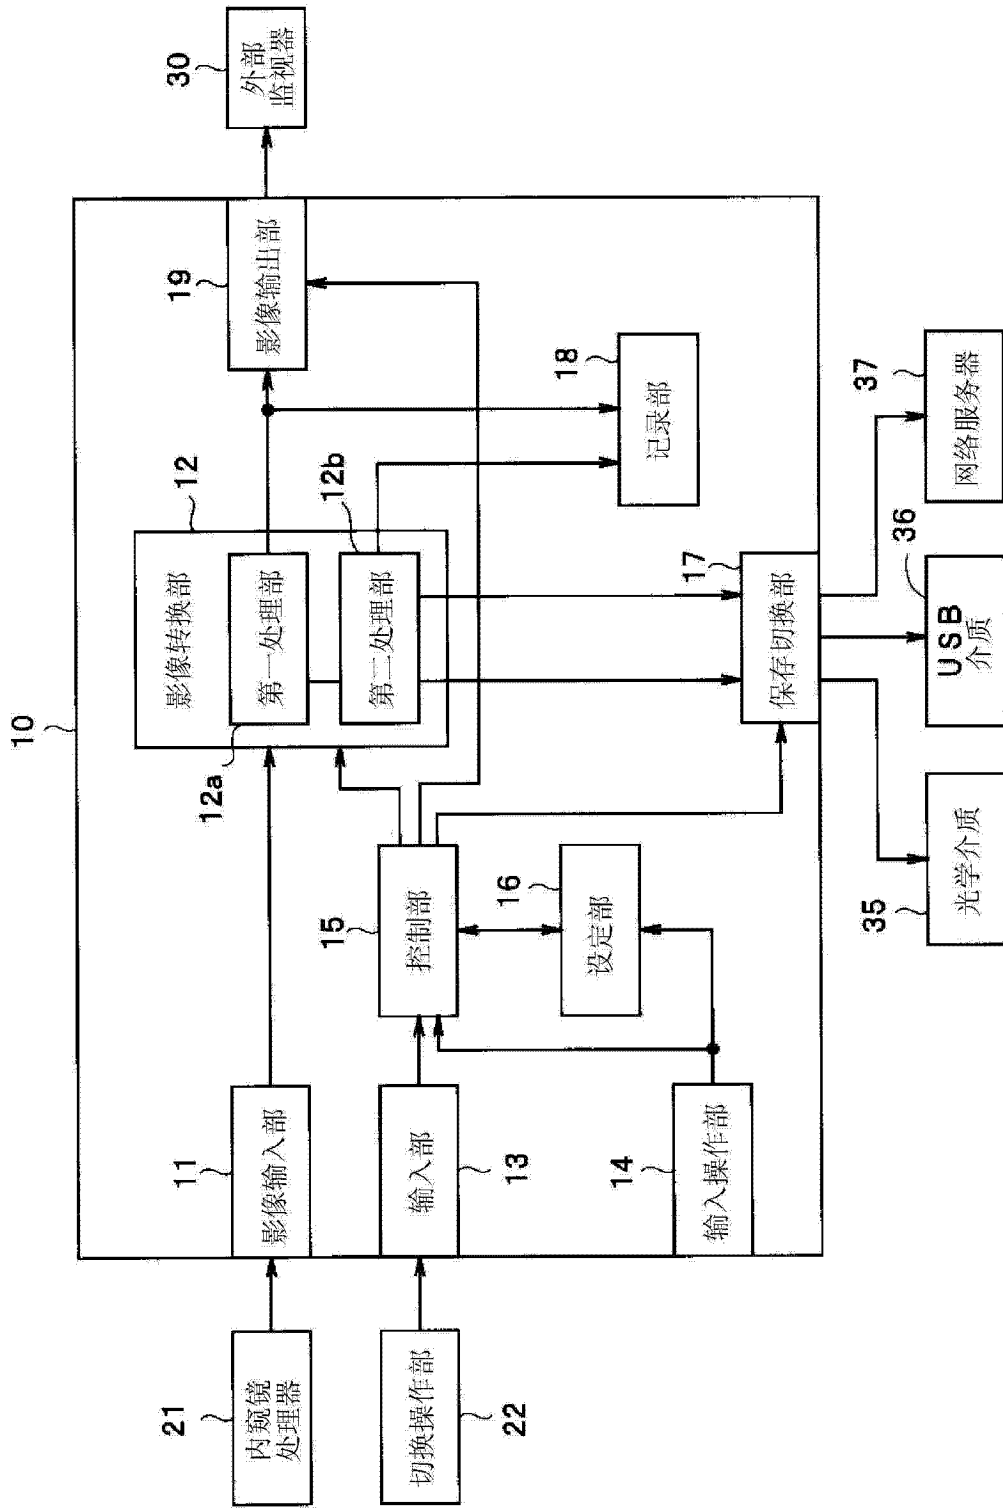 10
21
内窥镜
处理器
11
影像输入部
12
影像转换部
12a
第一处理部
12b
第二处理部
19
影像输出部
30
外部
监视器
22
切换操作部
13
输入部
15
控制部
16
设定部
14
输入操作部
18
记录部
17
保存切换部
35
光学介质
36
USB
介质
37
网络服务器